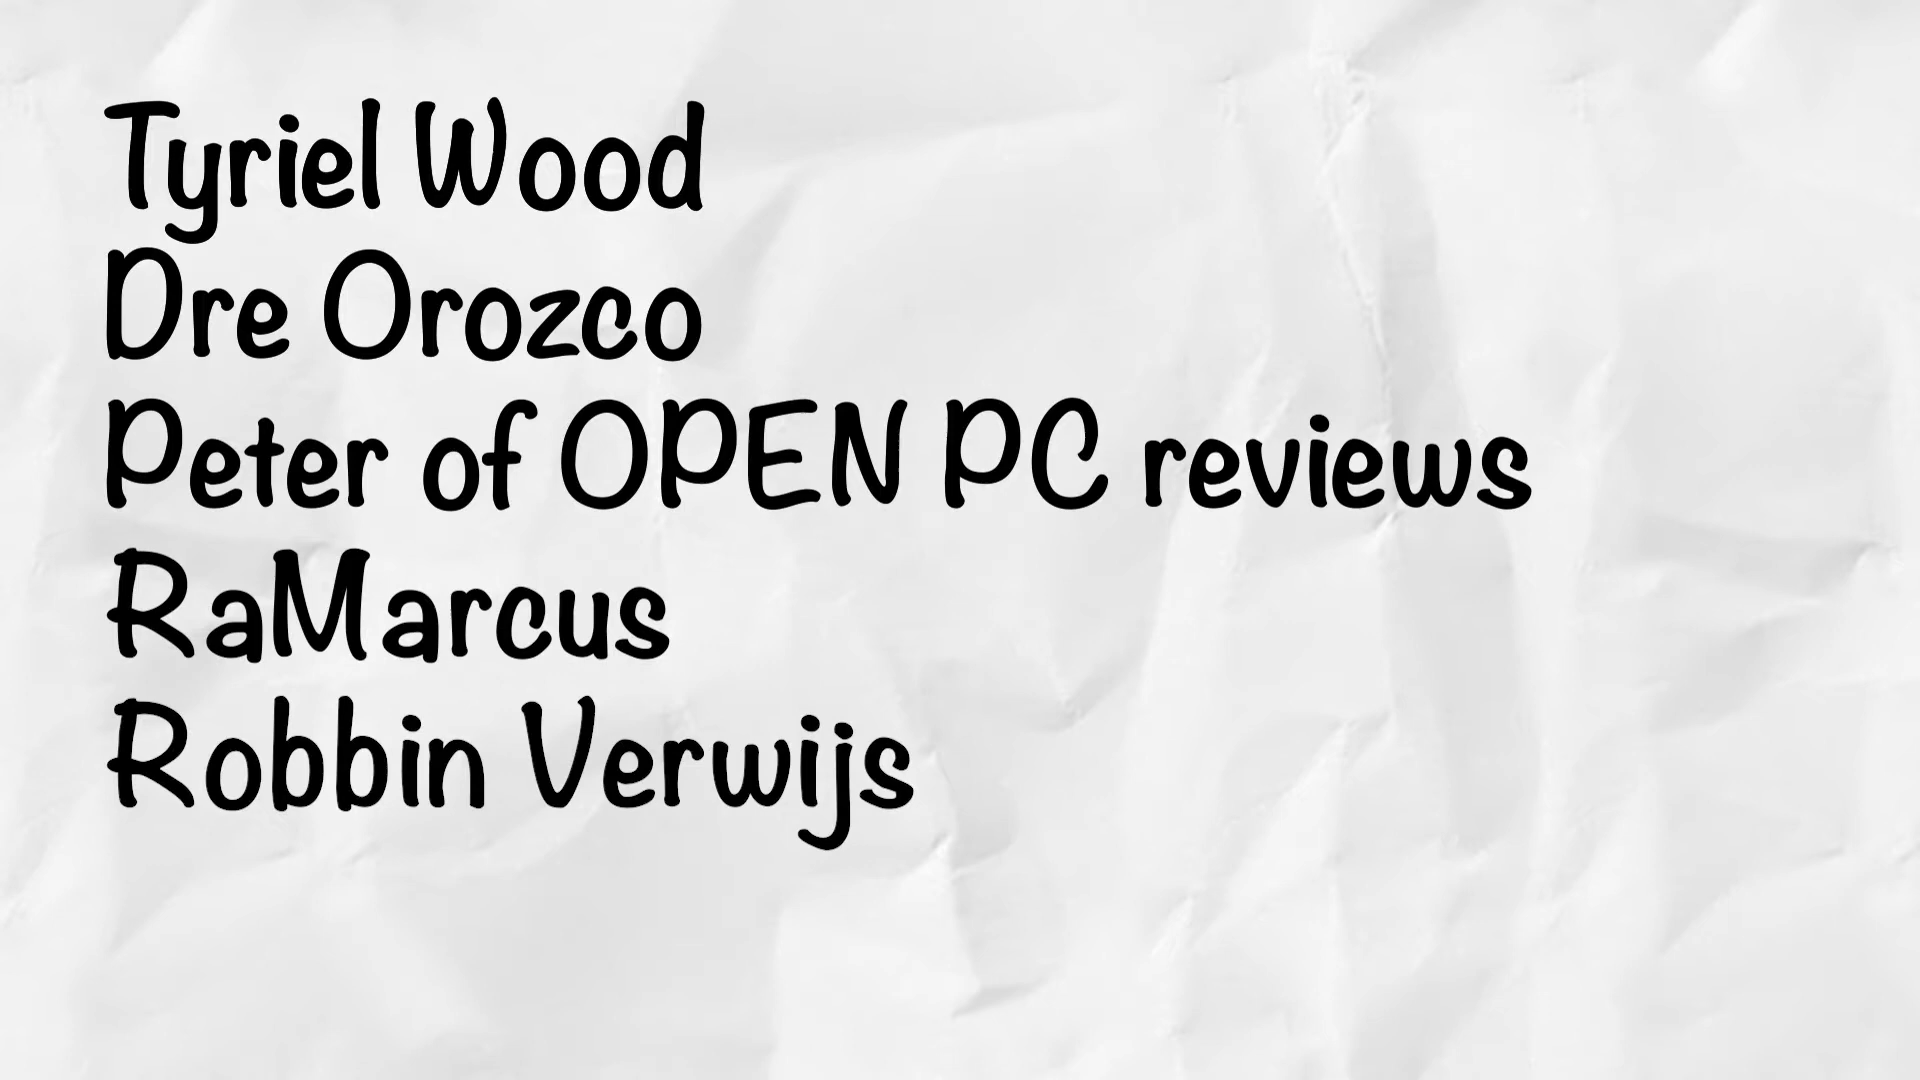 Tyriel Wood
Dre Orozco
Peter of OPEN PC reviews
RaMarcus
Robbin Verwijs